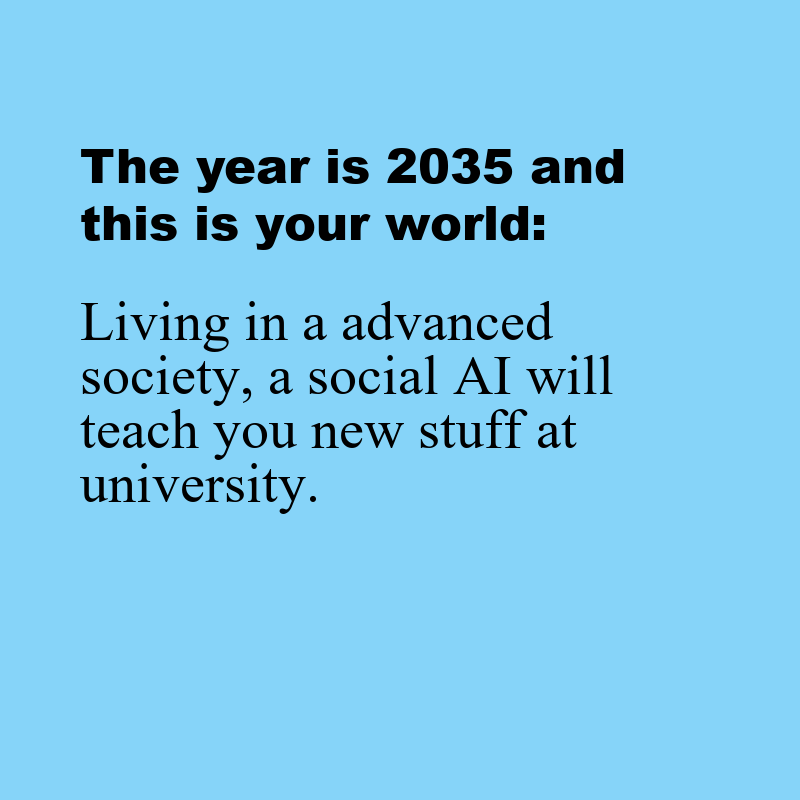 The year is 2035 and
this is your world:
Living in a advanced
society, a social AI will
teach you new stuff at
university.